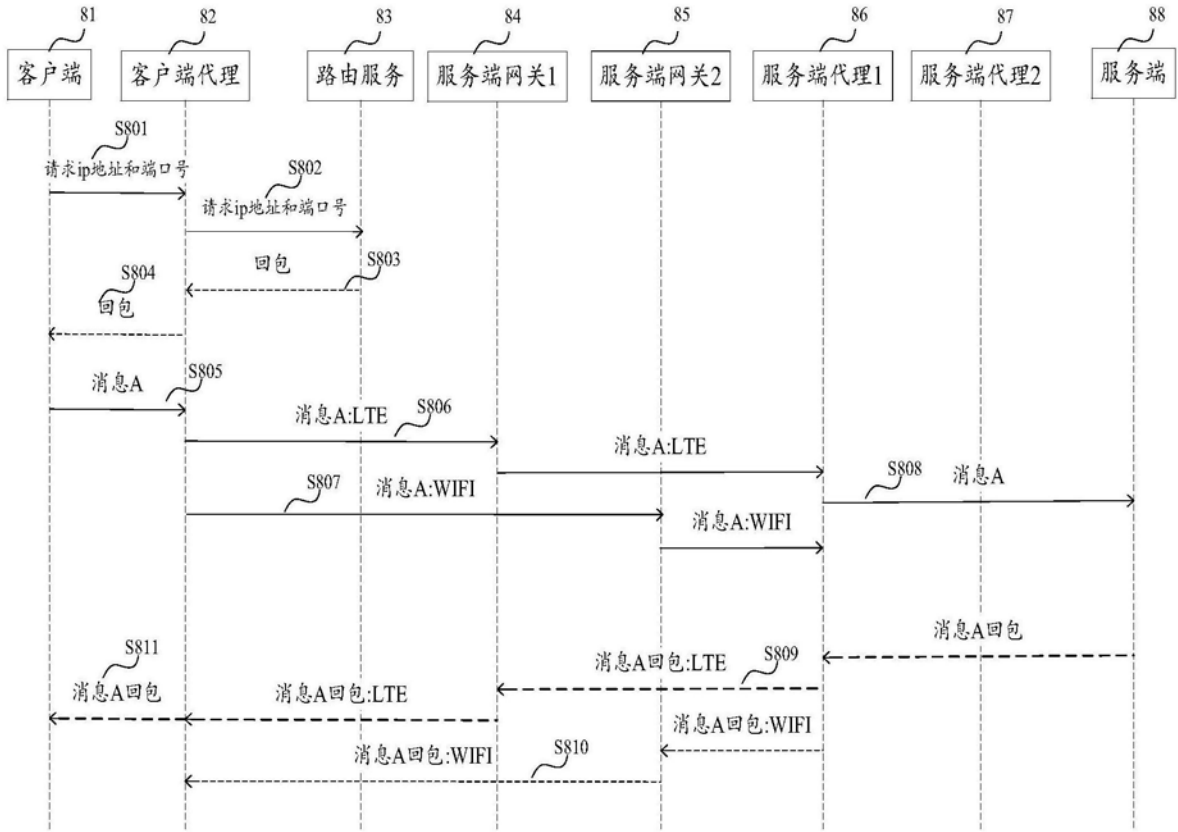 81 82 83 84 85 86 87 88
客户端 客户端代理 路由服务 服务端网关1 服务端网关2 服务端代理1 服务端代理2 服务端
S801
请求ip地址和端口号
S802
请求ip地址和端口号
回包 S803
S804
回包
消息A S805
消息A:LTE S806
消息A:LTE
S807 消息A:WIFI
S808 消息A
消息A:WIFI
消息A回包
S811
消息A回包
消息A回包:LTE S809
消息A回包:LTE
消息A回包:WIFI
消息A回包:WIFI S810